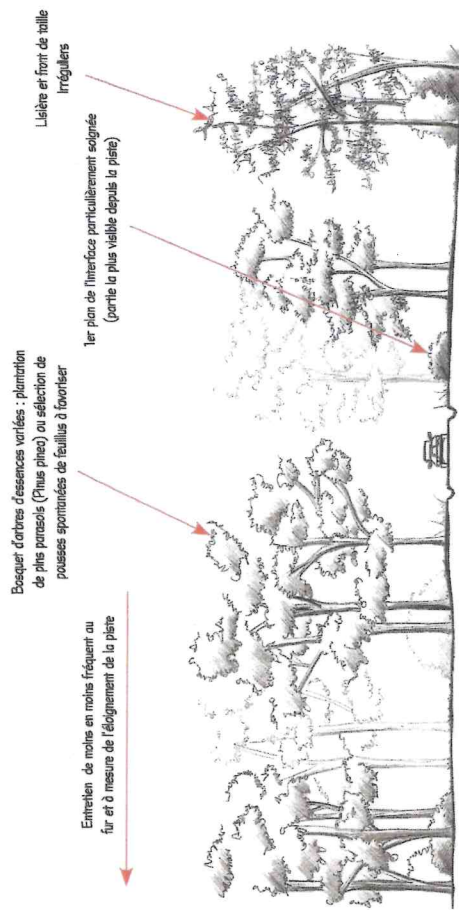 Entretien de moins en moins fréquent au
fur et à mesure de l'éloignement de la piste
Bosquet d'arbres d'essences variées : plantation
de pins parasols (Pinus pinea) ou sélection de
pousses spontanées de feuillus à favoriser
1er plan de l'interface particulièrement soignée
(partie la plus visible depuis la piste)
Lisière et front de taille
irréguliers